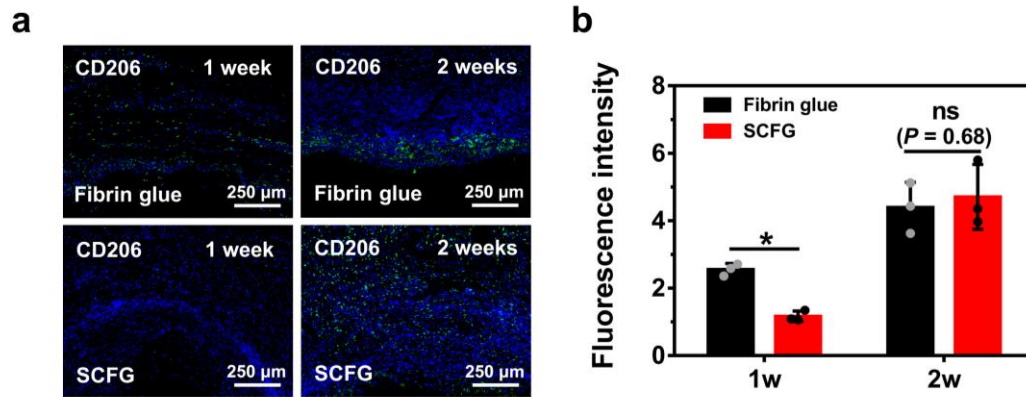 a
CD206 1 week
Fibrin glue 250 µm
CD206 2 weeks
Fibrin glue 250 µm
CD206 1 week
SCFG 250 µm
CD206 2 weeks
SCFG 250 µm
b
Fluorescence intensity
8
6
4
2
0
Fibrin glue
SCFG
*
ns
(P = 0.68)
1w 2w